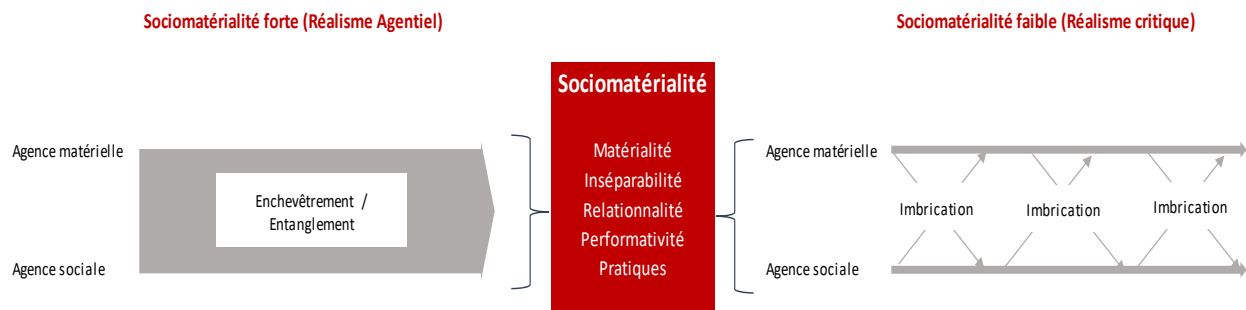 Sociomatérialité forte (Réalisme Agentiel)
Agence matérielle
Enchevêtrement /
Entanglement
Agence sociale
Sociomatérialité
Matérialité
Inséparabilité
Relationnalité
Performativité
Pratiques
Sociomatérialité faible (Réalisme critique)
Agence matérielle
Imbrication
Imbrication
Imbrication
Agence sociale